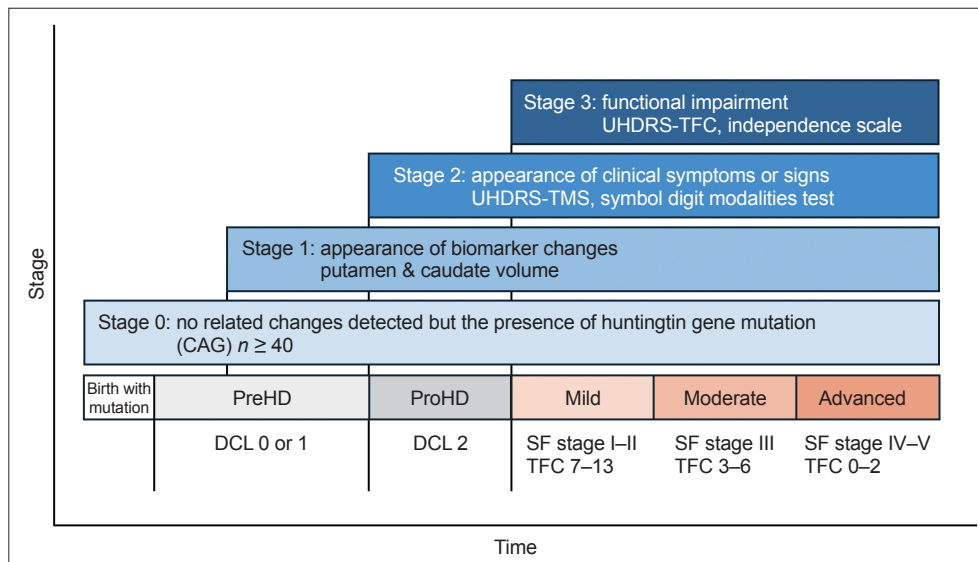 Stage 3: functional impairment
UHDRS-TFC, independence scale
Stage 2: appearance of clinical symptoms or signs
UHDRS-TMS, symbol digit modalities test
Stage 1: appearance of biomarker changes
putamen & caudate volume
Stage
Stage 0: no related changes detected but the presence of huntingtin gene mutation
(CAG) n ≥ 40
Birth with
mutation
PreHD
ProHD
Mild
Moderate
Advanced
DCL 0 or 1
DCL 2
SF stage I–II
TFC 7–13
SF stage III
TFC 3–6
SF stage IV–V
TFC 0–2
Time